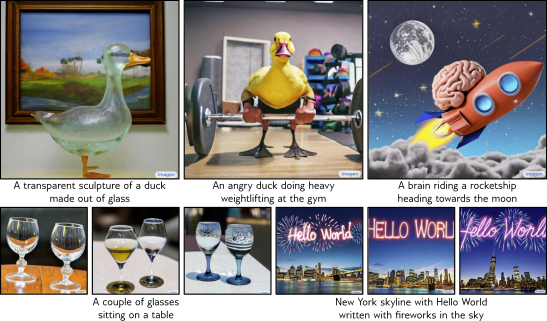 Imagen
Imagen
Imagen
A transparent sculpture of a duck
made out of glass
An angry duck doing heavy
weightlifting at the gym
A brain riding a rocketship
heading towards the moon
Hello World
HELLO WORL
Hello Worl
A couple of glasses
sitting on a table
New York skyline with Hello World
written with fireworks in the sky